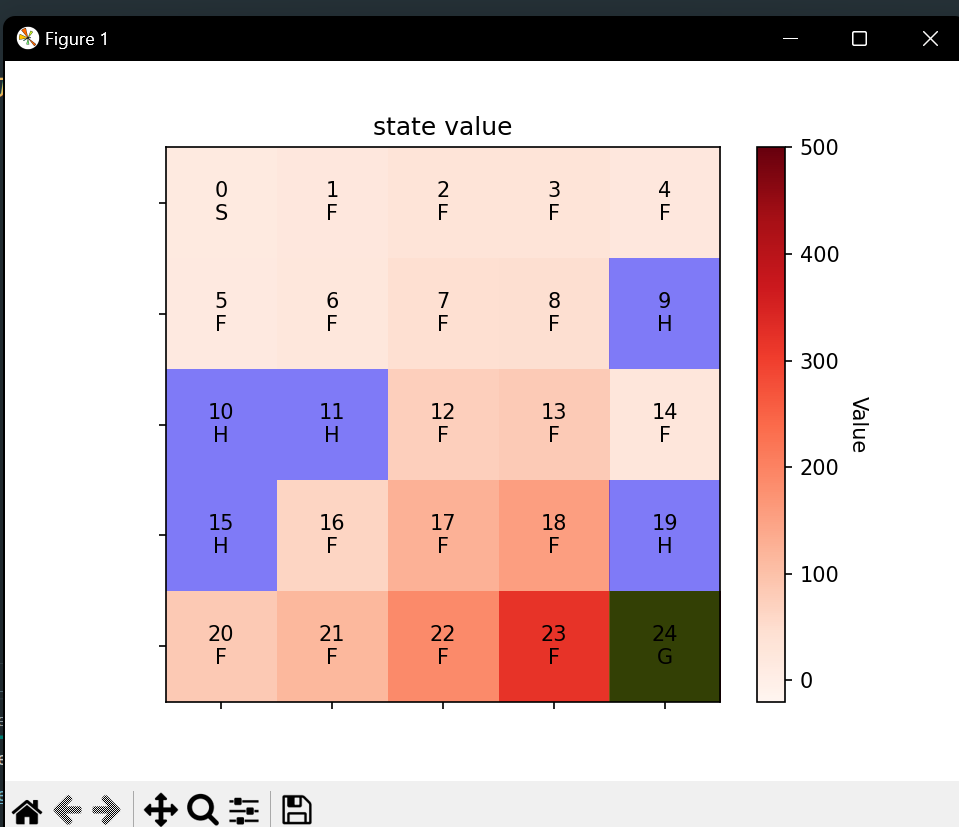 Figure 1
state value
0 1 2 3 4
S F F F F
5 6 7 8 9
F F F F H
10 11 12 13 14
H H F F F
15 16 17 18 19
H F F F H
20 21 22 23 24
F F F F G
500
400
300
200
100
0
Value